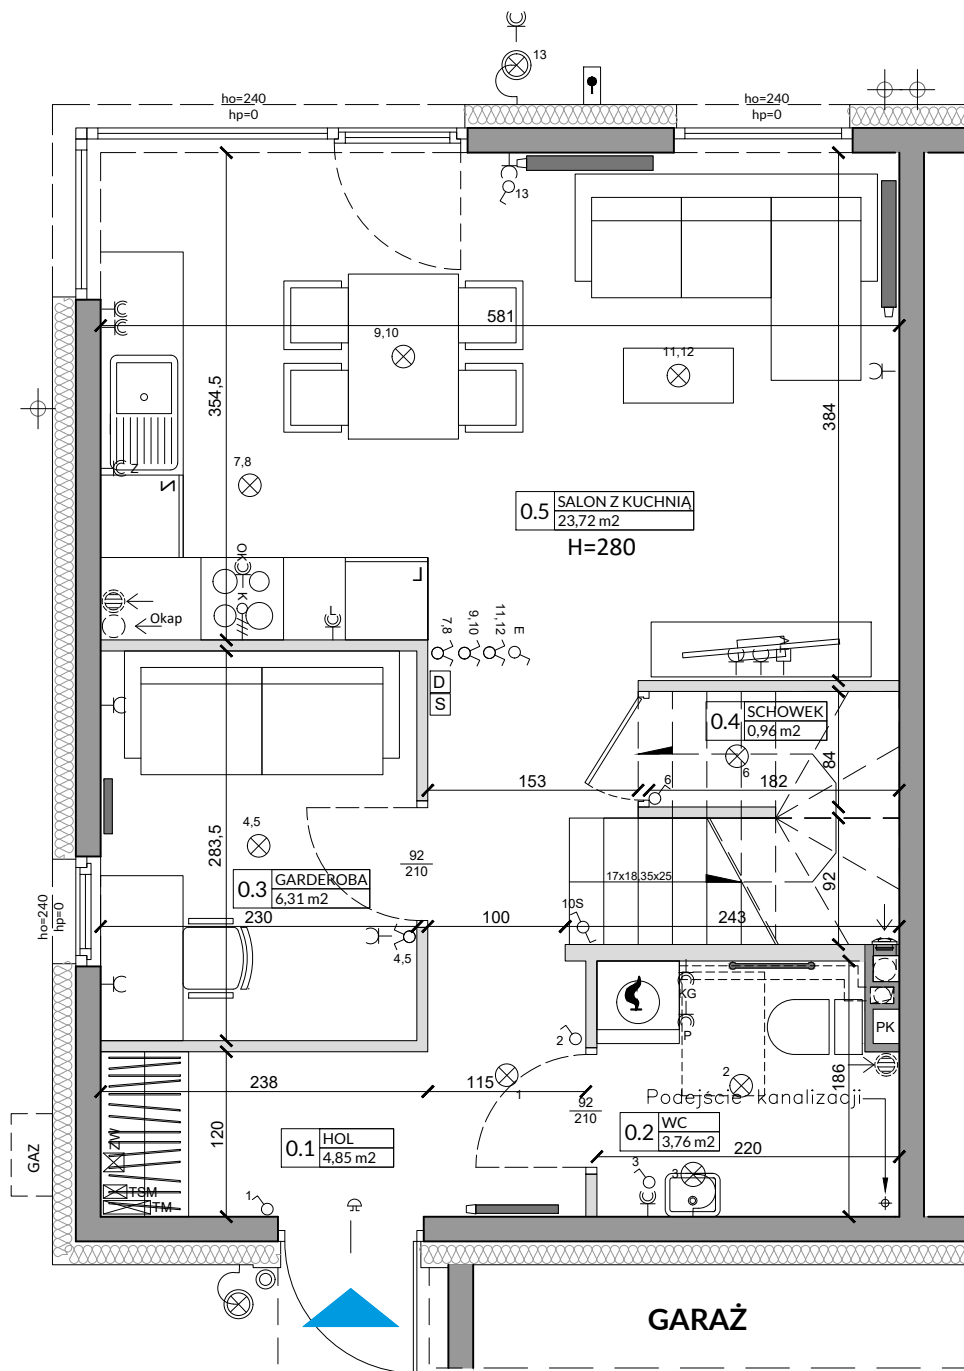 13
ho=240
hp=0
ho=240
hp=0
13
581
9,10
11,12
354,5
384
Z
7,8
0.5
SALON Z KUCHNIĄ
23,72 m2
H=280
OK
K
L
Okap
7,8
9,10
11,12
E
D
S
0.4
SCHOWEK
0,96 m2
6
84
153
182
6
4,5
283,5
92
210
17x18,35x25
92
0.3
GARDEROBA
6,31 m2
ho=240
hp=0
230
100
10S
243
4,5
KG
P
PK
2
238
115
1
2
186
Podejście kanalizacji
92
210
120
0.1
HOL
4,85 m2
0.2
WC
3,76 m2
220
ZW
GAZ
TSM
TM
1
3
3
GARAŻ